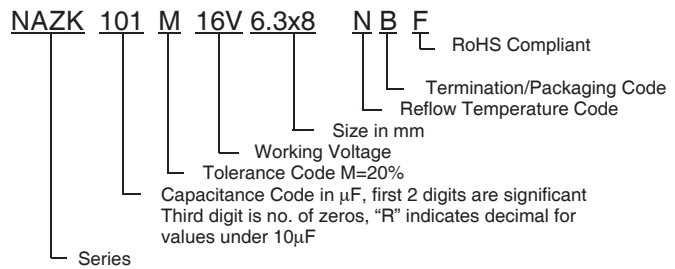 NAZK 101 M 16V 6.3x8 N B F
RoHS Compliant
Termination/Packaging Code
Reflow Temperature Code
Size in mm
Working Voltage
Tolerance Code M=20%
Capacitance Code in μF, first 2 digits are significant
Third digit is no. of zeros, “R” indicates decimal for
values under 10μF
Series